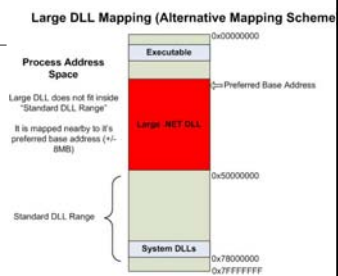 Large DLL Mapping (Alternative Mapping Scheme
0x00000000
Executable
Process Address
Space
Preferred Base Address
Large DLL does not fit inside
"Standard DLL Range"
Large .NET DLL
It is mapped nearby to it's
preferred base address (+/-
8MB)
0x50000000
Standard DLL Range
System DLLs
0x78000000
0x7FFFFFFF